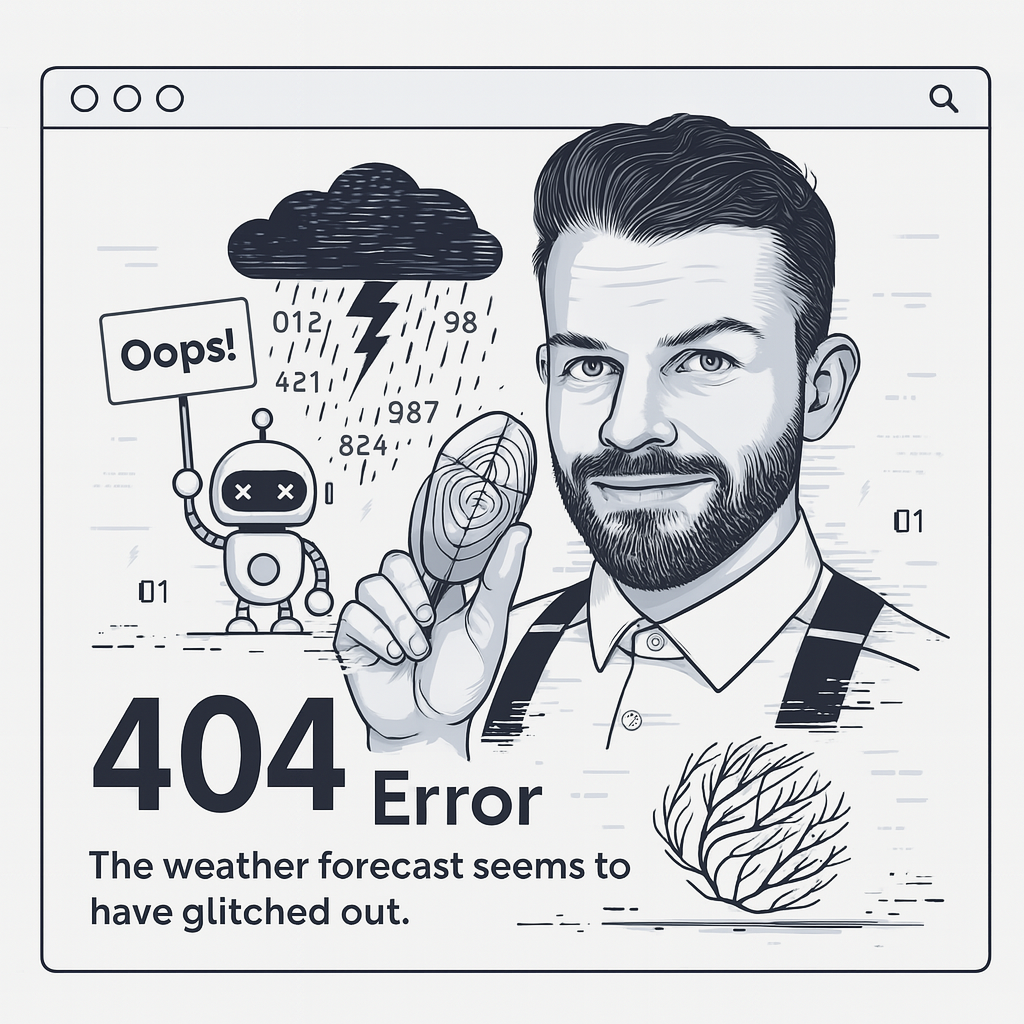 Oops!
012
98
421
987
824
01
01
404 Error
The weather forecast seems to
have glitched out.